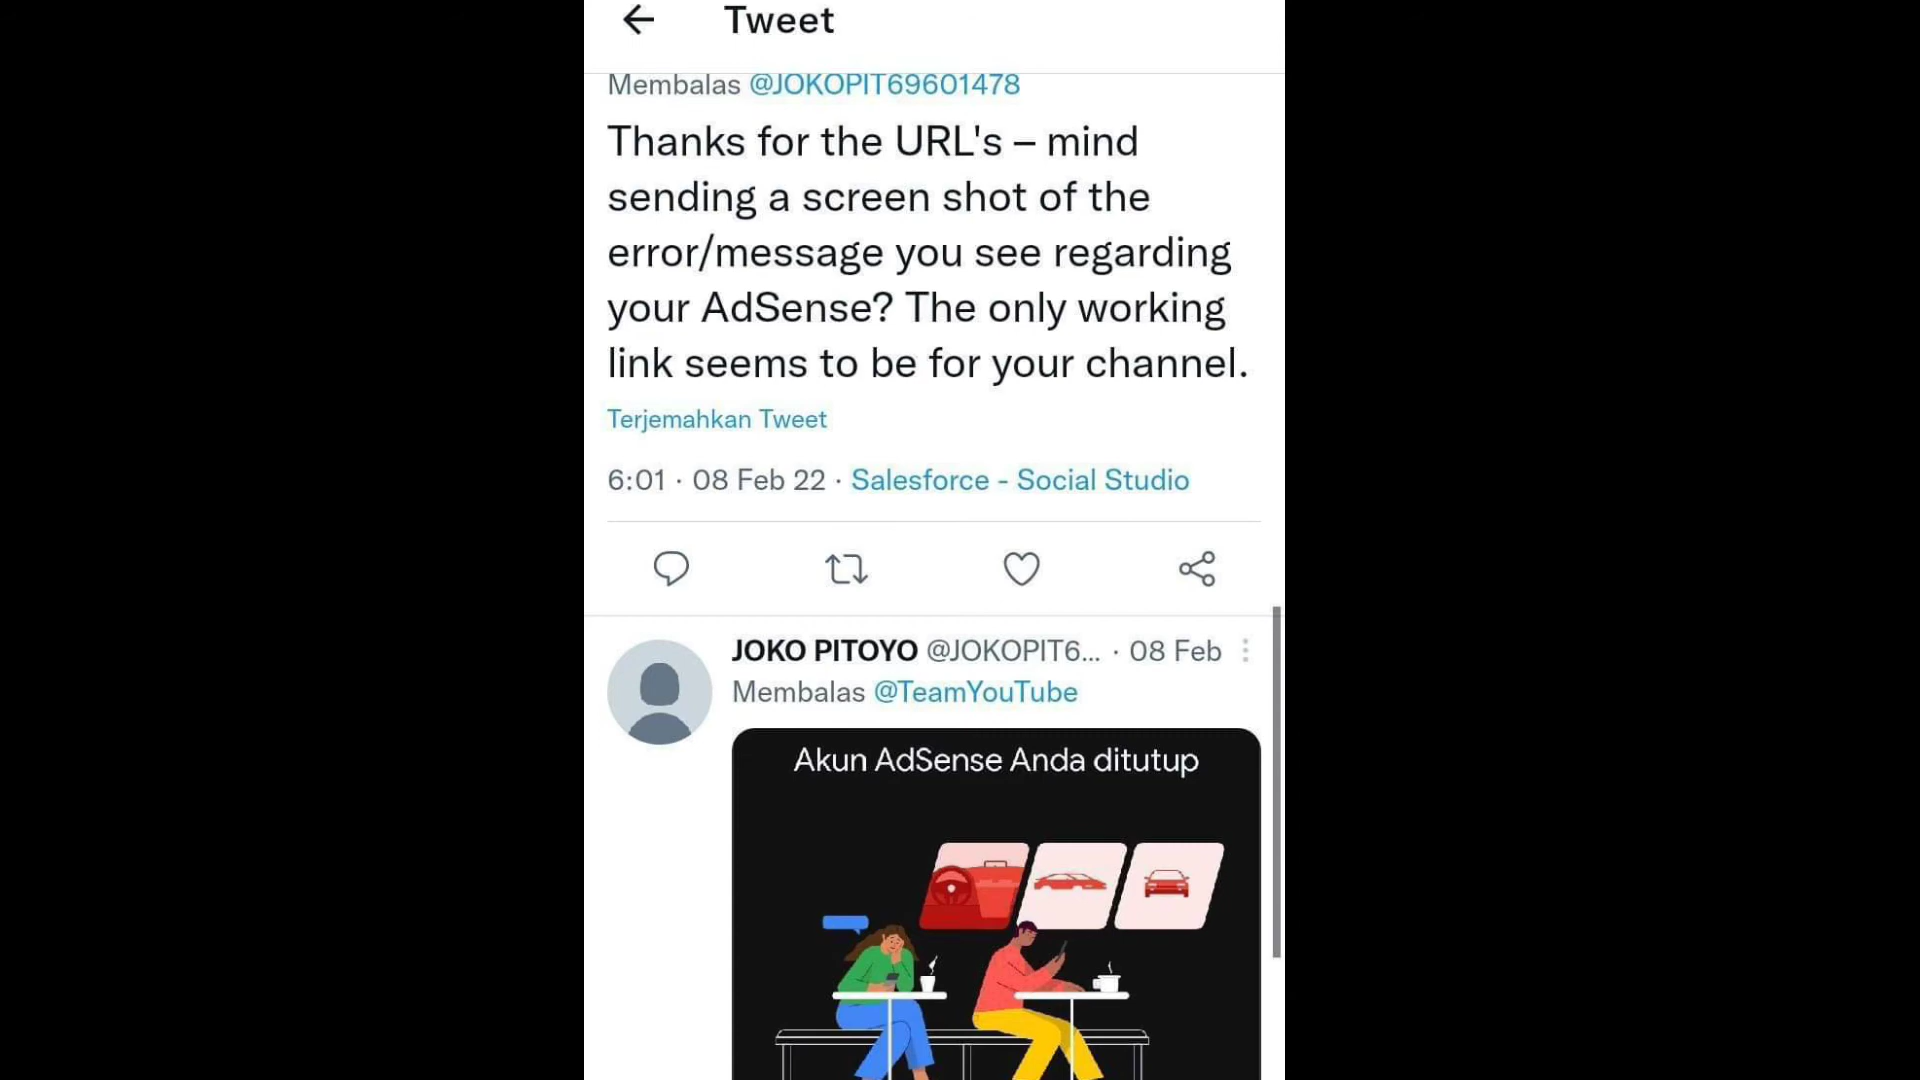 Tweet
Membalas @JOKOPIT69601478
Thanks for the URL's – mind
sending a screen shot of the
error/message you see regarding
your AdSense? The only working
link seems to be for your channel.
Terjemahkan Tweet
6:01 · 08 Feb 22 · Salesforce - Social Studio
JOKO PITOYO @JOKOPIT6... · 08 Feb
Membalas @TeamYouTube
Akun AdSense Anda ditutup